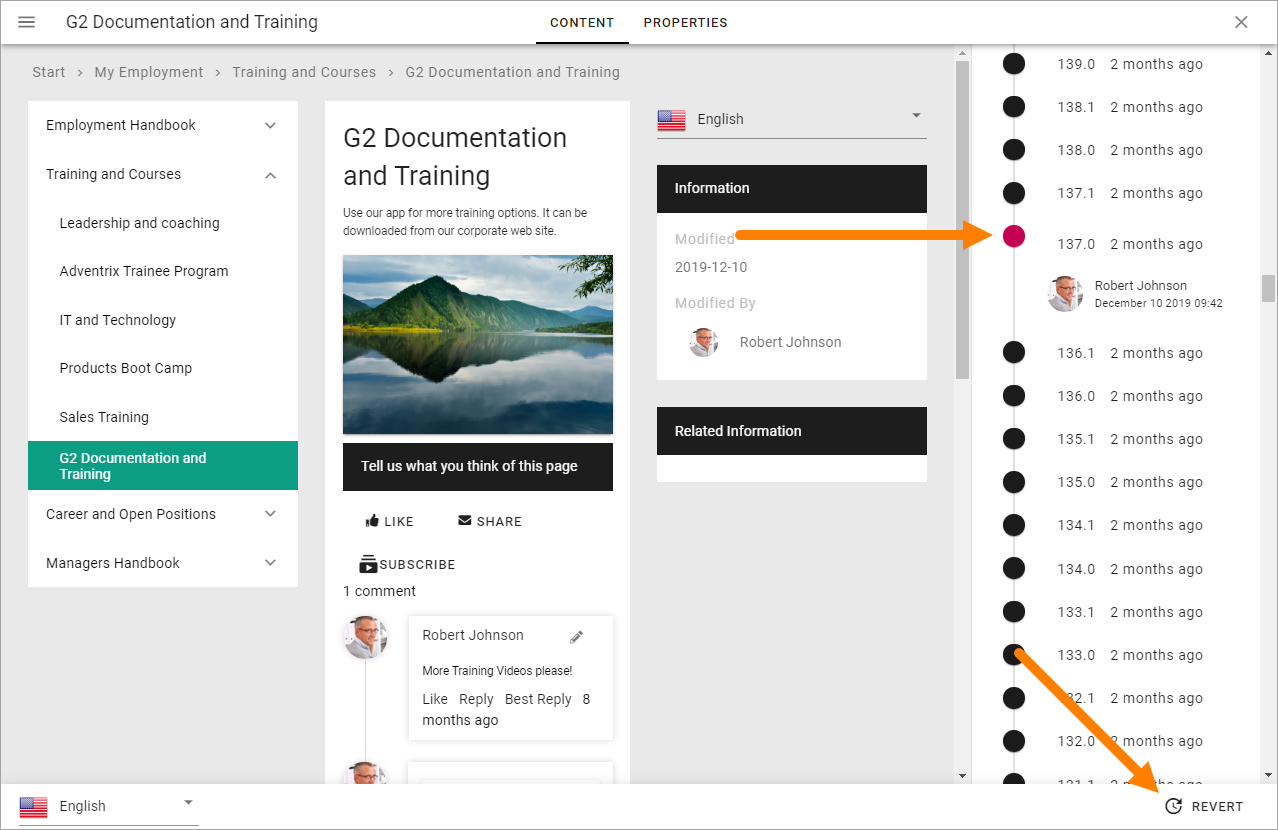 G2 Documentation and Training
CONTENT
PROPERTIES
Start > My Employment > Training and Courses > G2 Documentation and Training
Employment Handbook
Training and Courses
Leadership and coaching
Adventrix Trainee Program
IT and Technology
Products Boot Camp
Sales Training
G2 Documentation and
Training
Career and Open Positions
Managers Handbook
G2 Documentation
and Training
Use our app for more training options. It can be
downloaded from our corporate web site.
Tell us what you think of this page
LIKE SHARE
SUBSCRIBE
1 comment
Robert Johnson
More Training Videos please!
Like Reply Best Reply 8
months ago
English
Information
Modified
2019-12-10
Modified By
Robert Johnson
Related Information
139.0 2 months ago
138.1 2 months ago
138.0 2 months ago
137.1 2 months ago
137.0 2 months ago
Robert Johnson
December 10 2019 09:42
136.1 2 months ago
136.0 2 months ago
135.1 2 months ago
135.0 2 months ago
134.1 2 months ago
134.0 2 months ago
133.1 2 months ago
133.0 2 months ago
132.1 2 months ago
132.0 2 months ago
English
REVERT